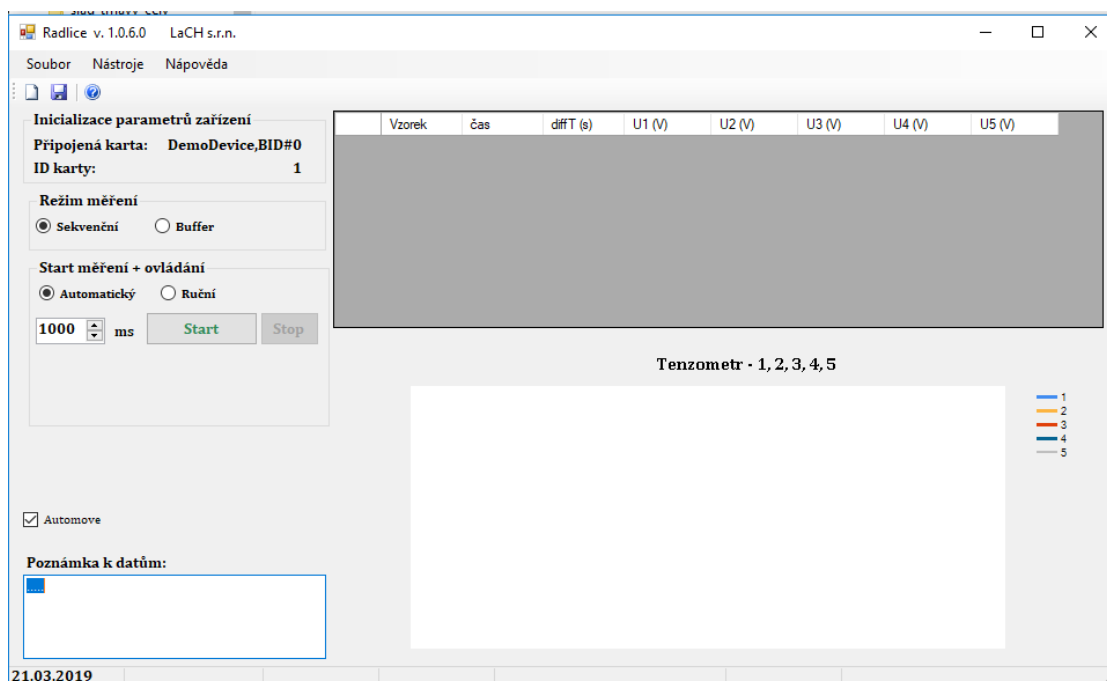 Radlice v. 1.0.6.0 LaCH s.r.n.
Soubor Nástroje Nápověda
Inicializace parametrů zařízení
Připojená karta: DemoDevice,BID#0
ID karty: 1
Režim měření
Sekvenční Buffer
Start měření + ovládání
Automatický Ruční
1000 ms Start Stop
Automove
Poznámka k datům:
.....
Vzorek čas diffT (s) U1 (V) U2 (V) U3 (V) U4 (V) U5 (V)
Tenzometr - 1, 2, 3, 4, 5
1
2
3
4
5
21.03.2019